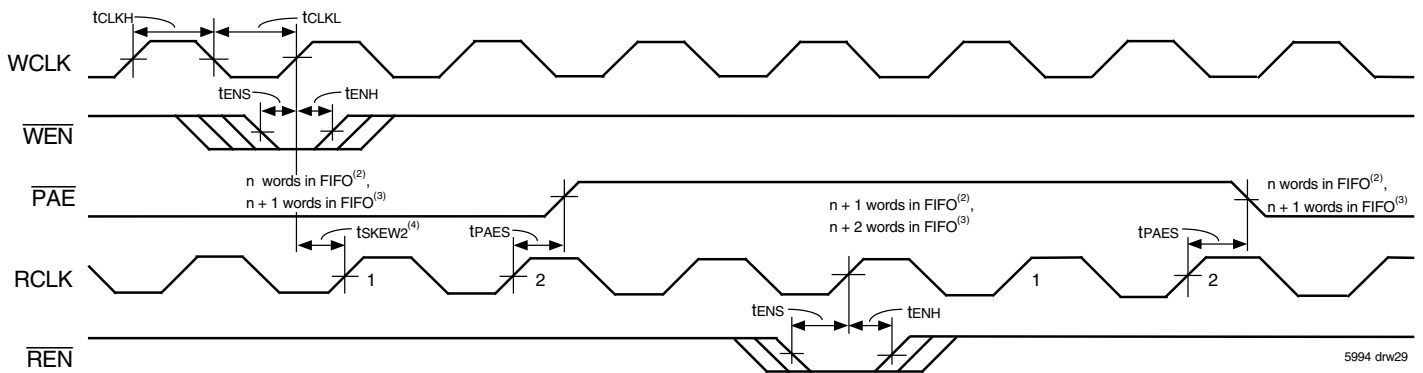 tCLKH
tCLKL
WCLK
tENS
tENH
WEN
n words in FIFO(2),
n + 1 words in FIFO(3)
PAE
n + 1 words in FIFO(2),
n + 2 words in FIFO(3)
n words in FIFO(2),
n + 1 words in FIFO(3)
tSKEW2(4)
tPAES
tPAES
RCLK
1
2
1
2
tENS
tENH
REN
5994 drw29